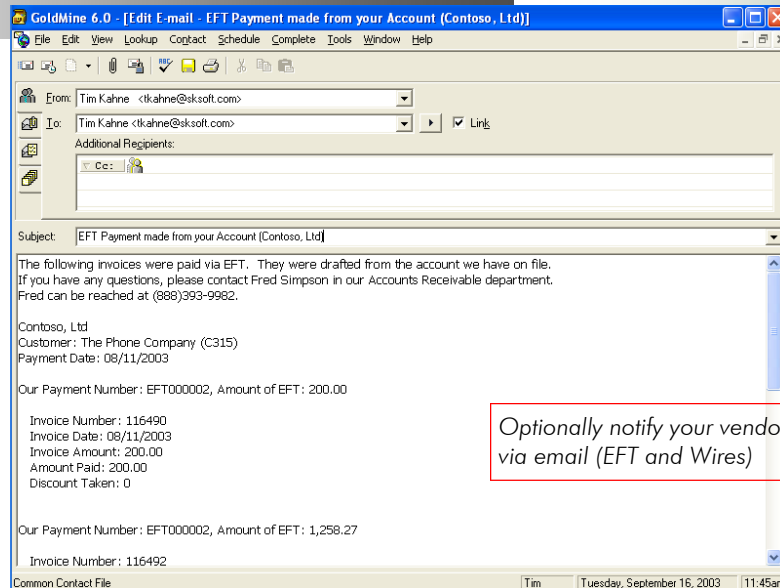 GoldMine 6.0 - [Edit E-mail - EFT Payment made from your Account (Contoso, Ltd)]
File Edit View Lookup Contact Schedule Complete Tools Window Help
From: Tim Kahne <tkahne@sksoft.com>
To: Tim Kahne <tkahne@sksoft.com> Link
Additional Recipients:
Cc:
Subject: EFT Payment made from your Account (Contoso, Ltd)
The following invoices were paid via EFT. They were drafted from the account we have on file.
If you have any questions, please contact Fred Simpson in our Accounts Receivable department.
Fred can be reached at (888)393-9982.
Contoso, Ltd
Customer: The Phone Company (C315)
Payment Date: 08/11/2003
Our Payment Number: EFT000002, Amount of EFT: 200.00
Invoice Number: 116490
Invoice Date: 08/11/2003
Invoice Amount: 200.00
Amount Paid: 200.00
Discount Taken: 0
Optionally notify your vendo
via email (EFT and Wires)
Our Payment Number: EFT000002, Amount of EFT: 1,258.27
Invoice Number: 116492
Common Contact File Tim Tuesday, September 16, 2003 11:45am